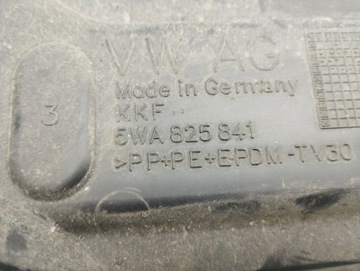 VW AG
Made in Germany
KKF
3
5WA 825 841
>PP+PE+EPDM-TV30